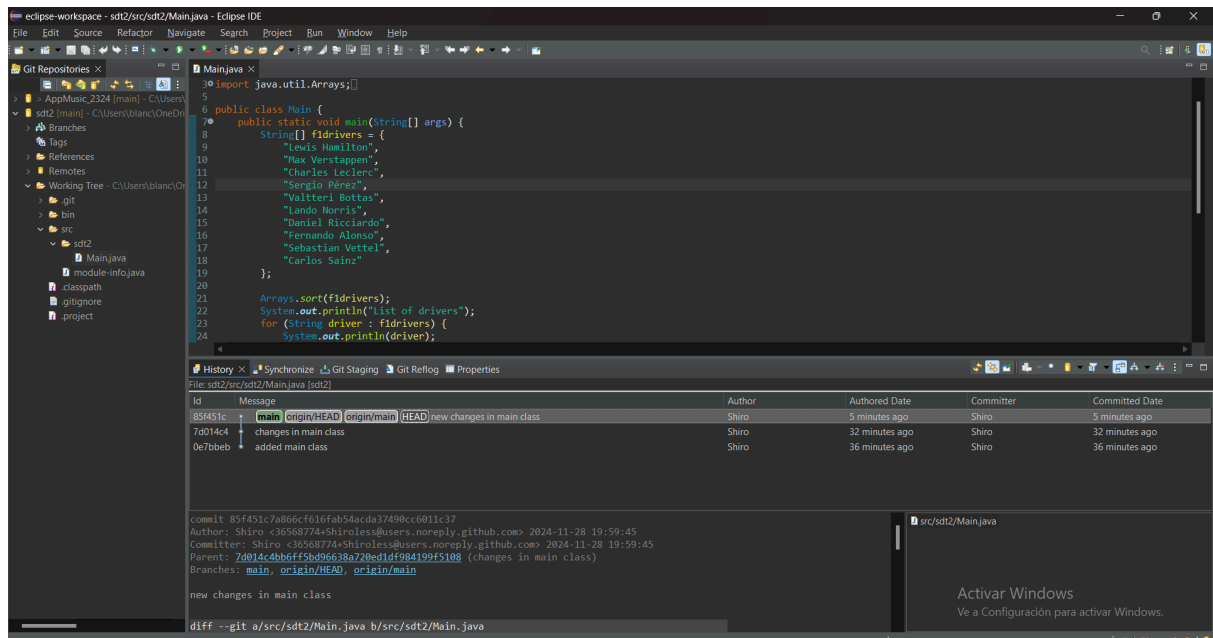 eclipse-workspace - sdt2/src/sdt2/Main.java - Eclipse IDE
File Edit Source Refactor Navigate Search Project Run Window Help
Git Repositories
> AppMusic_2324 [main] - C:\Users\
sdt2 [main] - C:\Users\blanc\OneDri
Branches
Tags
References
Remotes
Working Tree - C:\Users\blanc\On
.git
bin
src
sdt2
Main.java
module-info.java
.classpath
.gitignore
.project
Main.java
3 import java.util.Arrays;
5
6 public class Main {
7 public static void main(String[] args) {
8 String[] f1drivers = {
9 "Lewis Hamilton",
10 "Max Verstappen",
11 "Charles Leclerc",
12 "Sergio Pérez",
13 "Valtteri Bottas",
14 "Lando Norris",
15 "Daniel Ricciardo",
16 "Fernando Alonso",
17 "Sebastian Vettel",
18 "Carlos Sainz"
19 };
20
21 Arrays.sort(f1drivers);
22 System.out.println("List of drivers");
23 for (String driver : f1drivers) {
24 System.out.println(driver);
History Synchronize Git Staging Git Reflog Properties
File: sdt2/src/sdt2/Main.java [sdt2]
Id Message Author Authored Date Committer Committed Date
85f451c main origin/HEAD origin/main HEAD new changes in main class Shiro 5 minutes ago Shiro 5 minutes ago
7d014c4 changes in main class Shiro 32 minutes ago Shiro 32 minutes ago
0e7bbeb added main class Shiro 36 minutes ago Shiro 36 minutes ago
commit 85f451c7a866cf616fab54acda37490cc6011c37
Author: Shiro <36568774+Shiroless@users.noreply.github.com> 2024-11-28 19:59:45
Committer: Shiro <36568774+Shiroless@users.noreply.github.com> 2024-11-28 19:59:45
Parent: 7d014c4bb6ff5bd96638a720ed1df984199f5108 (changes in main class)
Branches: main, origin/HEAD, origin/main
new changes in main class
diff --git a/src/sdt2/Main.java b/src/sdt2/Main.java
src/sdt2/Main.java
Activar Windows
Ve a Configuración para activar Windows.